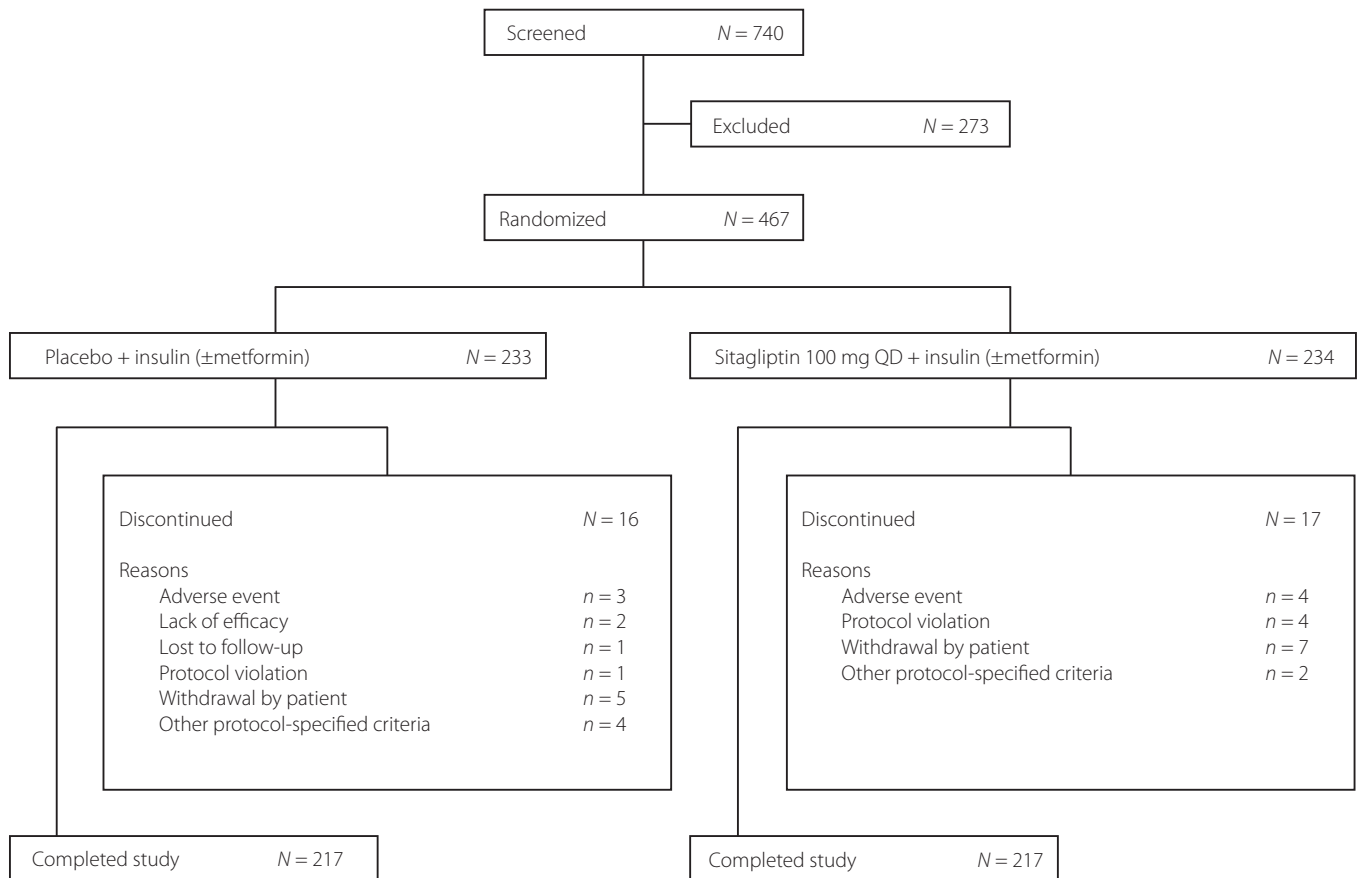 Screened N = 740
Excluded N = 273
Randomized N = 467
Placebo + insulin (±metformin) N = 233
Sitagliptin 100 mg QD + insulin (±metformin) N = 234
Discontinued N = 16
Reasons
Adverse event n = 3
Lack of efficacy n = 2
Lost to follow-up n = 1
Protocol violation n = 1
Withdrawal by patient n = 5
Other protocol-specified criteria n = 4
Discontinued N = 17
Reasons
Adverse event n = 4
Protocol violation n = 4
Withdrawal by patient n = 7
Other protocol-specified criteria n = 2
Completed study N = 217
Completed study N = 217